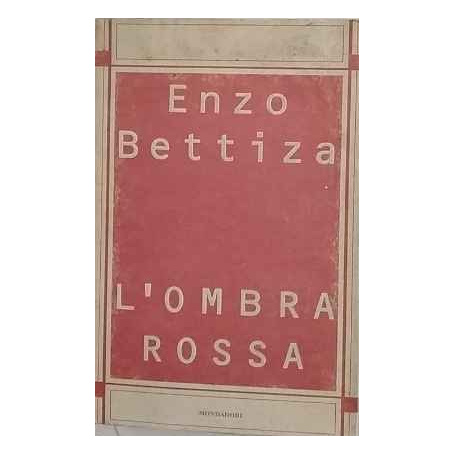 Enzo
Bettiza
L'OMBRA
ROSSA
MONDADORI